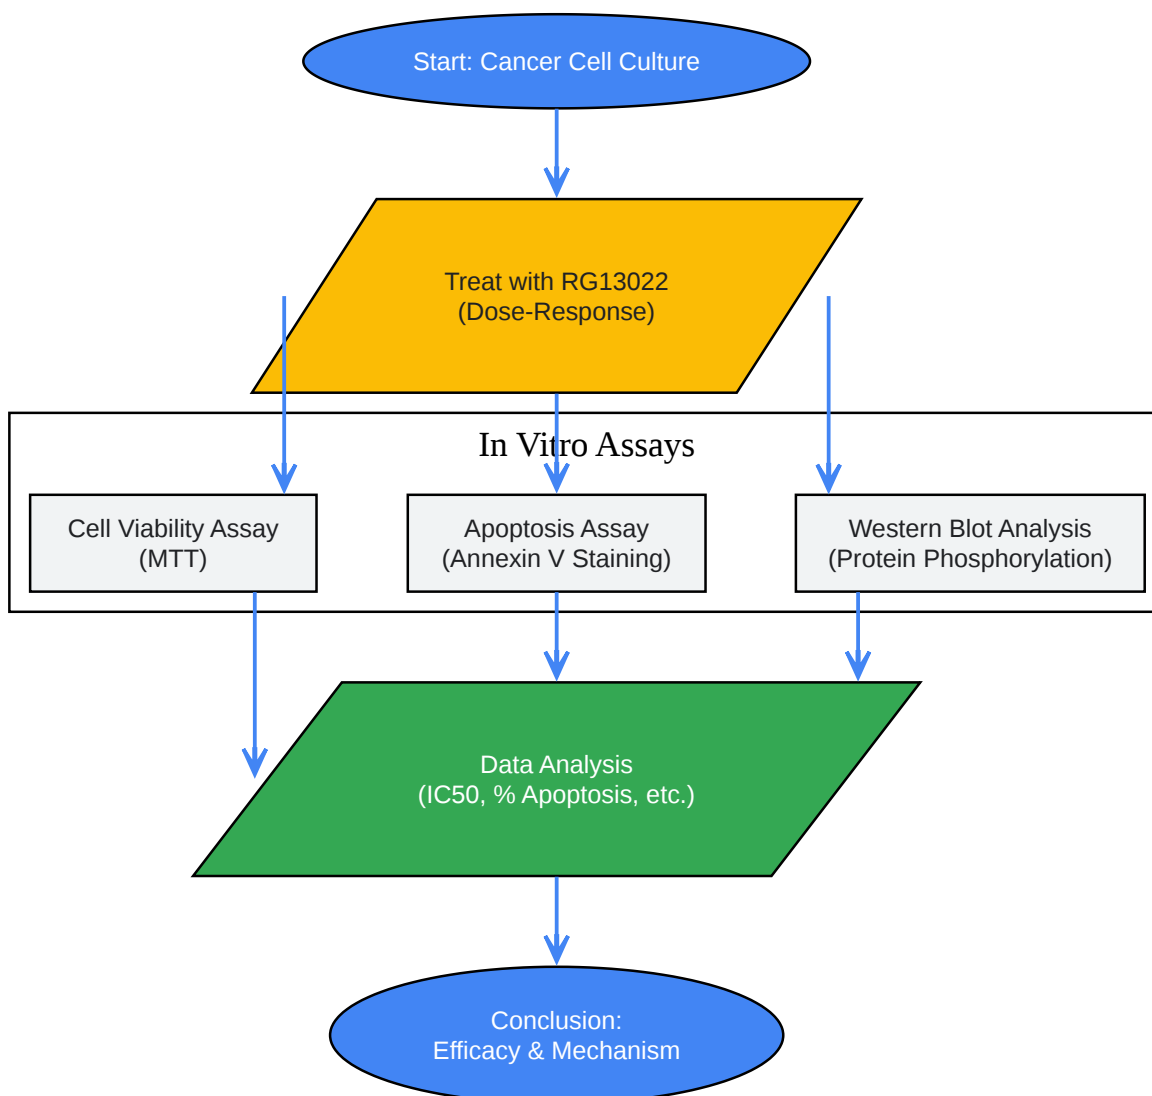 Start: Cancer Cell Culture
Treat with RG13022
(Dose-Response)
In Vitro Assays
Cell Viability Assay
(MTT)
Apoptosis Assay
(Annexin V Staining)
Western Blot Analysis
(Protein Phosphorylation)
Data Analysis
(IC50, % Apoptosis, etc.)
Conclusion:
Efficacy & Mechanism